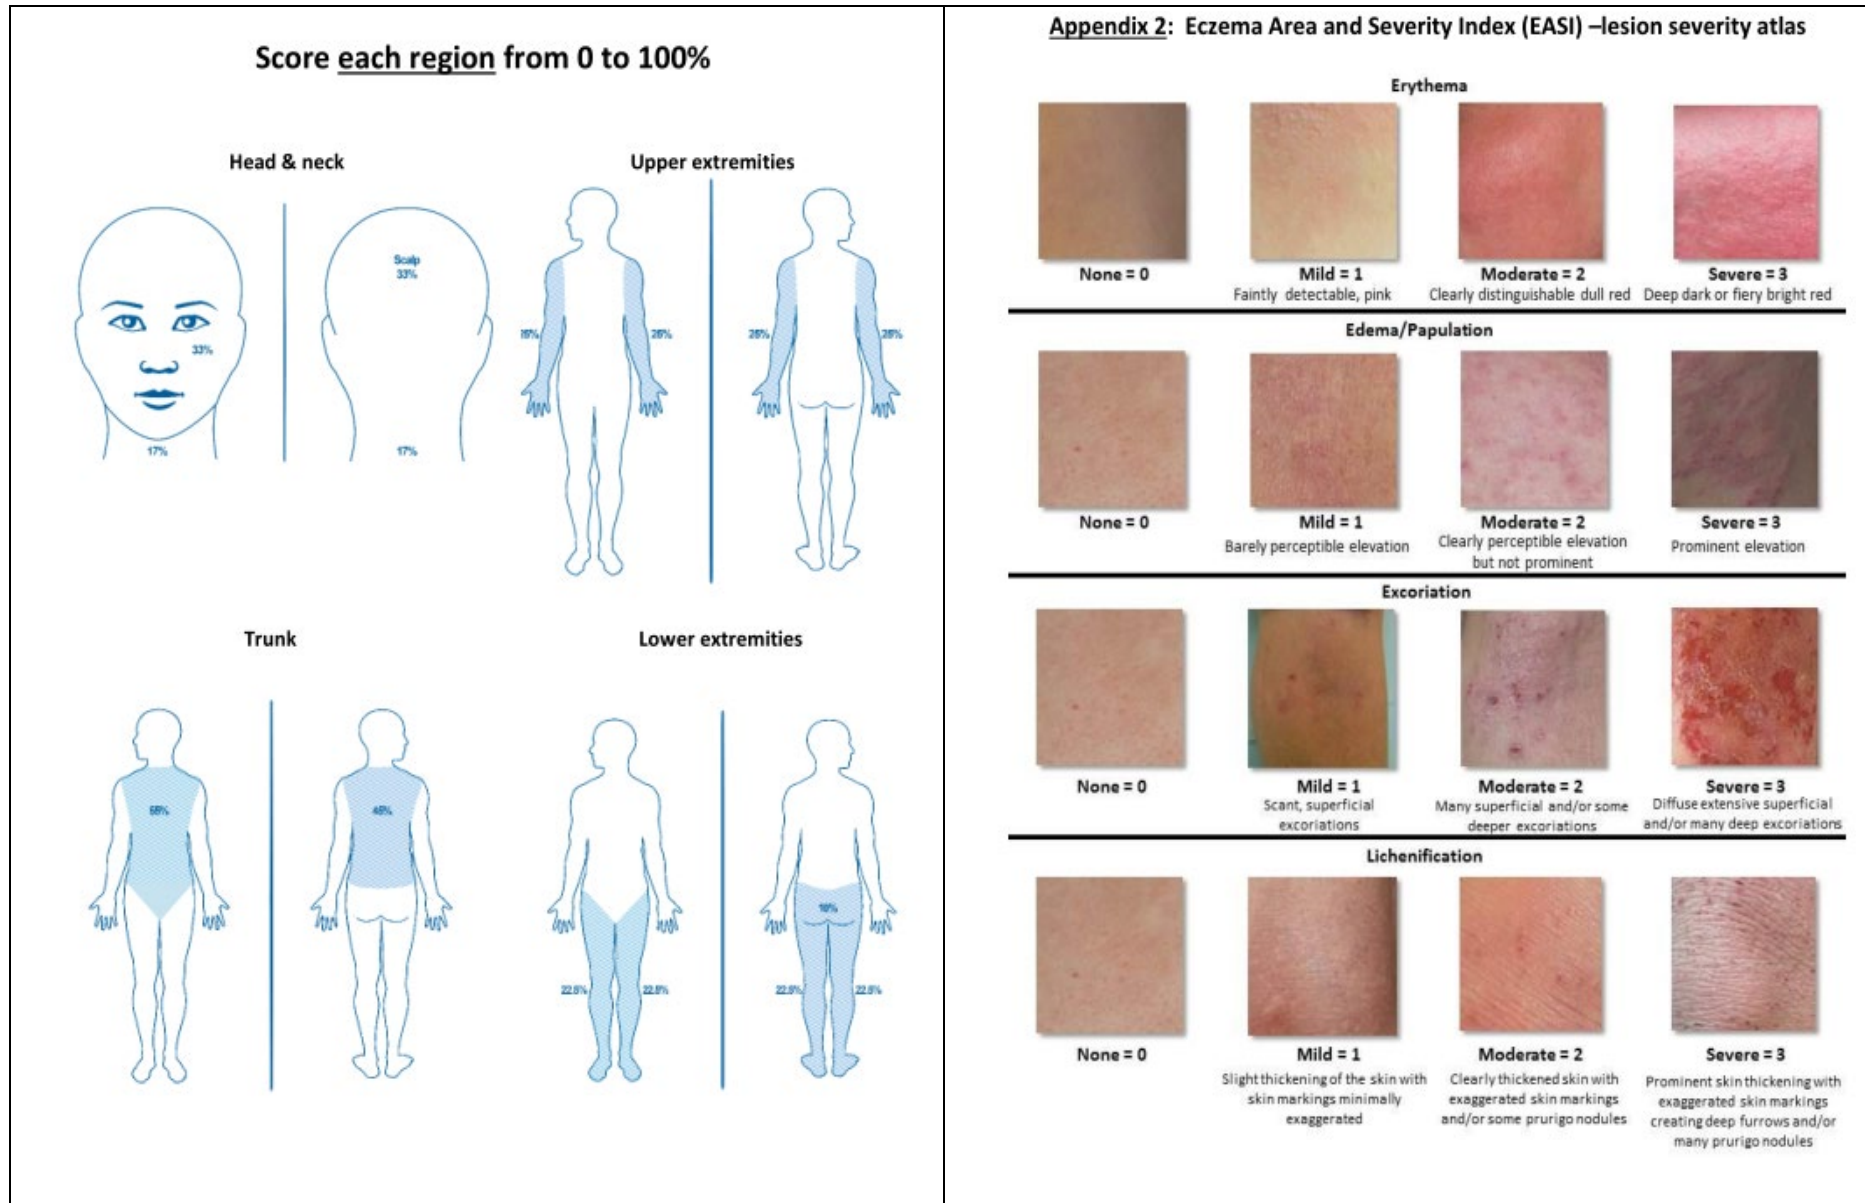 Score each region from 0 to 100%
Head & neck
Upper extremities
Scalp
33%
33%
17%
17%
25%
25%
25%
Trunk
Lower extremities
55%
45%
10%
22.5%
22.5%
22.5%
22.5%
Appendix 2: Eczema Area and Severity Index (EASI) –lesion severity atlas
Erythema
None = 0
Mild = 1
Moderate = 2
Severe = 3
Faintly detectable, pink
Clearly distinguishable dull red
Deep dark or fiery bright red
Edema/Papulation
None = 0
Mild = 1
Moderate = 2
Severe = 3
Barely perceptible elevation
Clearly perceptible elevation
but not prominent
Prominent elevation
Excoriation
None = 0
Mild = 1
Moderate = 2
Severe = 3
Scant, superficial
excoriations
Many superficial and/or some
deeper excoriations
Diffuse extensive superficial
and/or many deep excoriations
Lichenification
None = 0
Mild = 1
Moderate = 2
Severe = 3
Slight thickening of the skin with
skin markings minimally
exaggerated
Clearly thickened skin with
exaggerated skin markings
and/or some prurigo nodules
Prominent skin thickening with
exaggerated skin markings
creating deep furrows and/or
many prurigo nodules